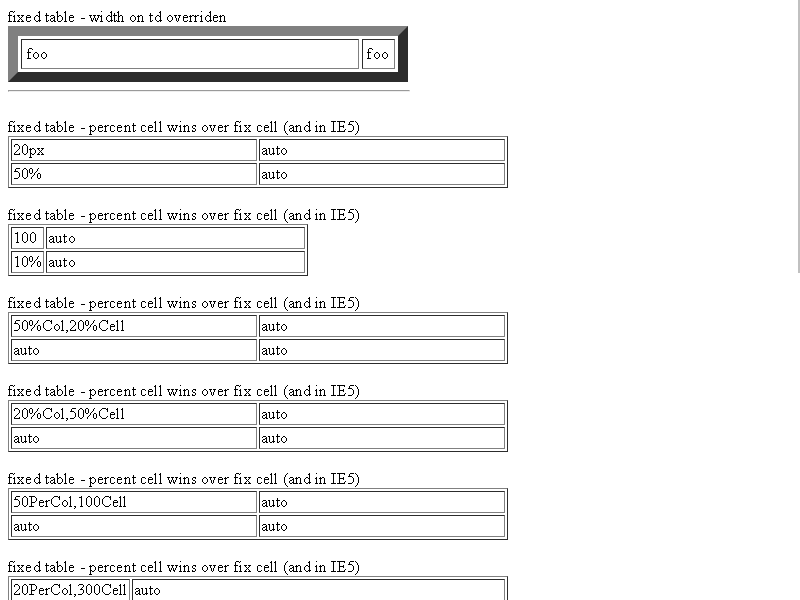 fixed table - width on td overriden
foo foo
fixed table - percent cell wins over fix cell (and in IE5)
20px auto
50% auto
fixed table - percent cell wins over fix cell (and in IE5)
100 auto
10% auto
fixed table - percent cell wins over fix cell (and in IE5)
50%Col,20%Cell auto
auto auto
fixed table - percent cell wins over fix cell (and in IE5)
20%Col,50%Cell auto
auto auto
fixed table - percent cell wins over fix cell (and in IE5)
50PerCol,100Cell auto
auto auto
fixed table - percent cell wins over fix cell (and in IE5)
20PerCol,300Cell auto